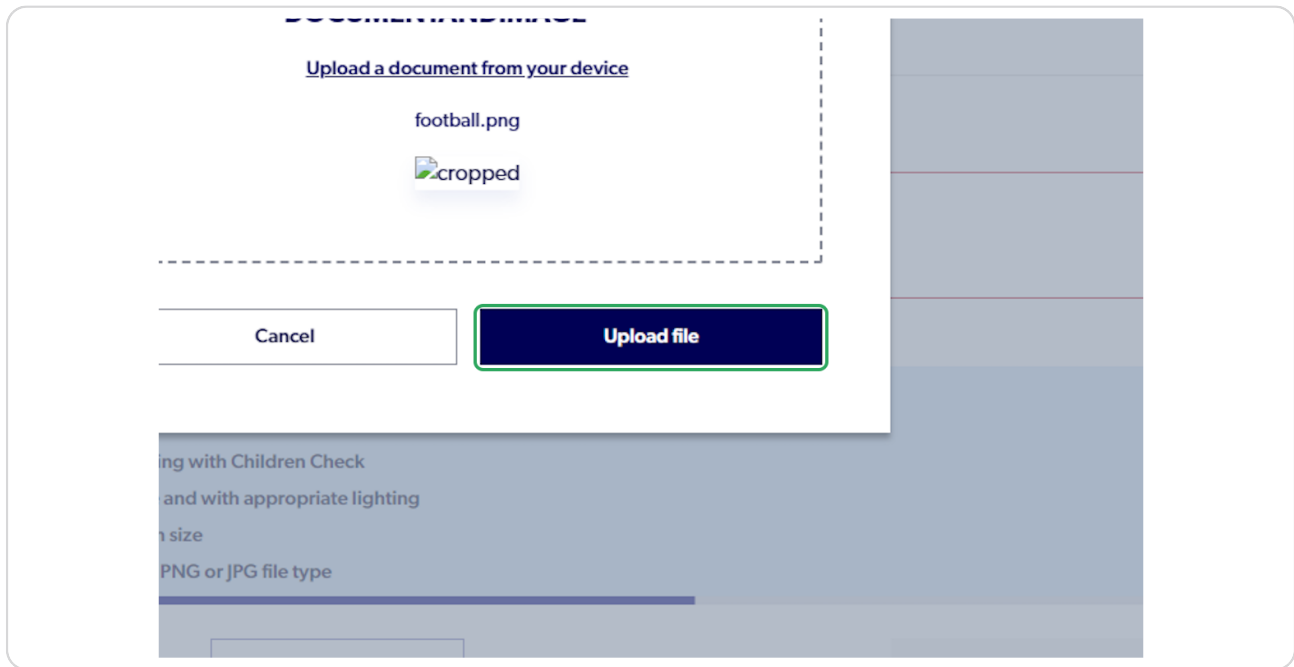 Upload a document from your device
football.png
cropped
Cancel
Upload file
with Children Check
and with appropriate lighting
size
PNG or JPG file type